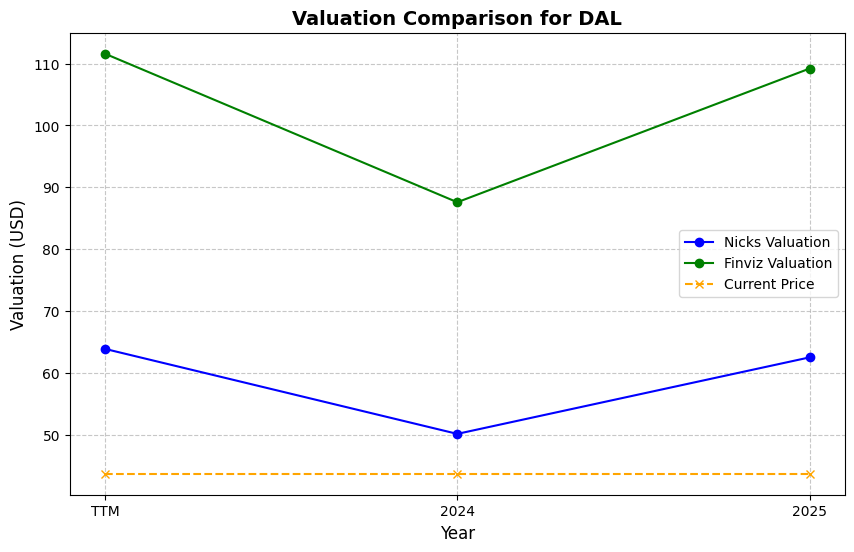 Valuation Comparison for DAL
Valuation (USD)
110
100
90
80
70
60
50
Nicks Valuation
Finviz Valuation
Current Price
TTM
2024
2025
Year